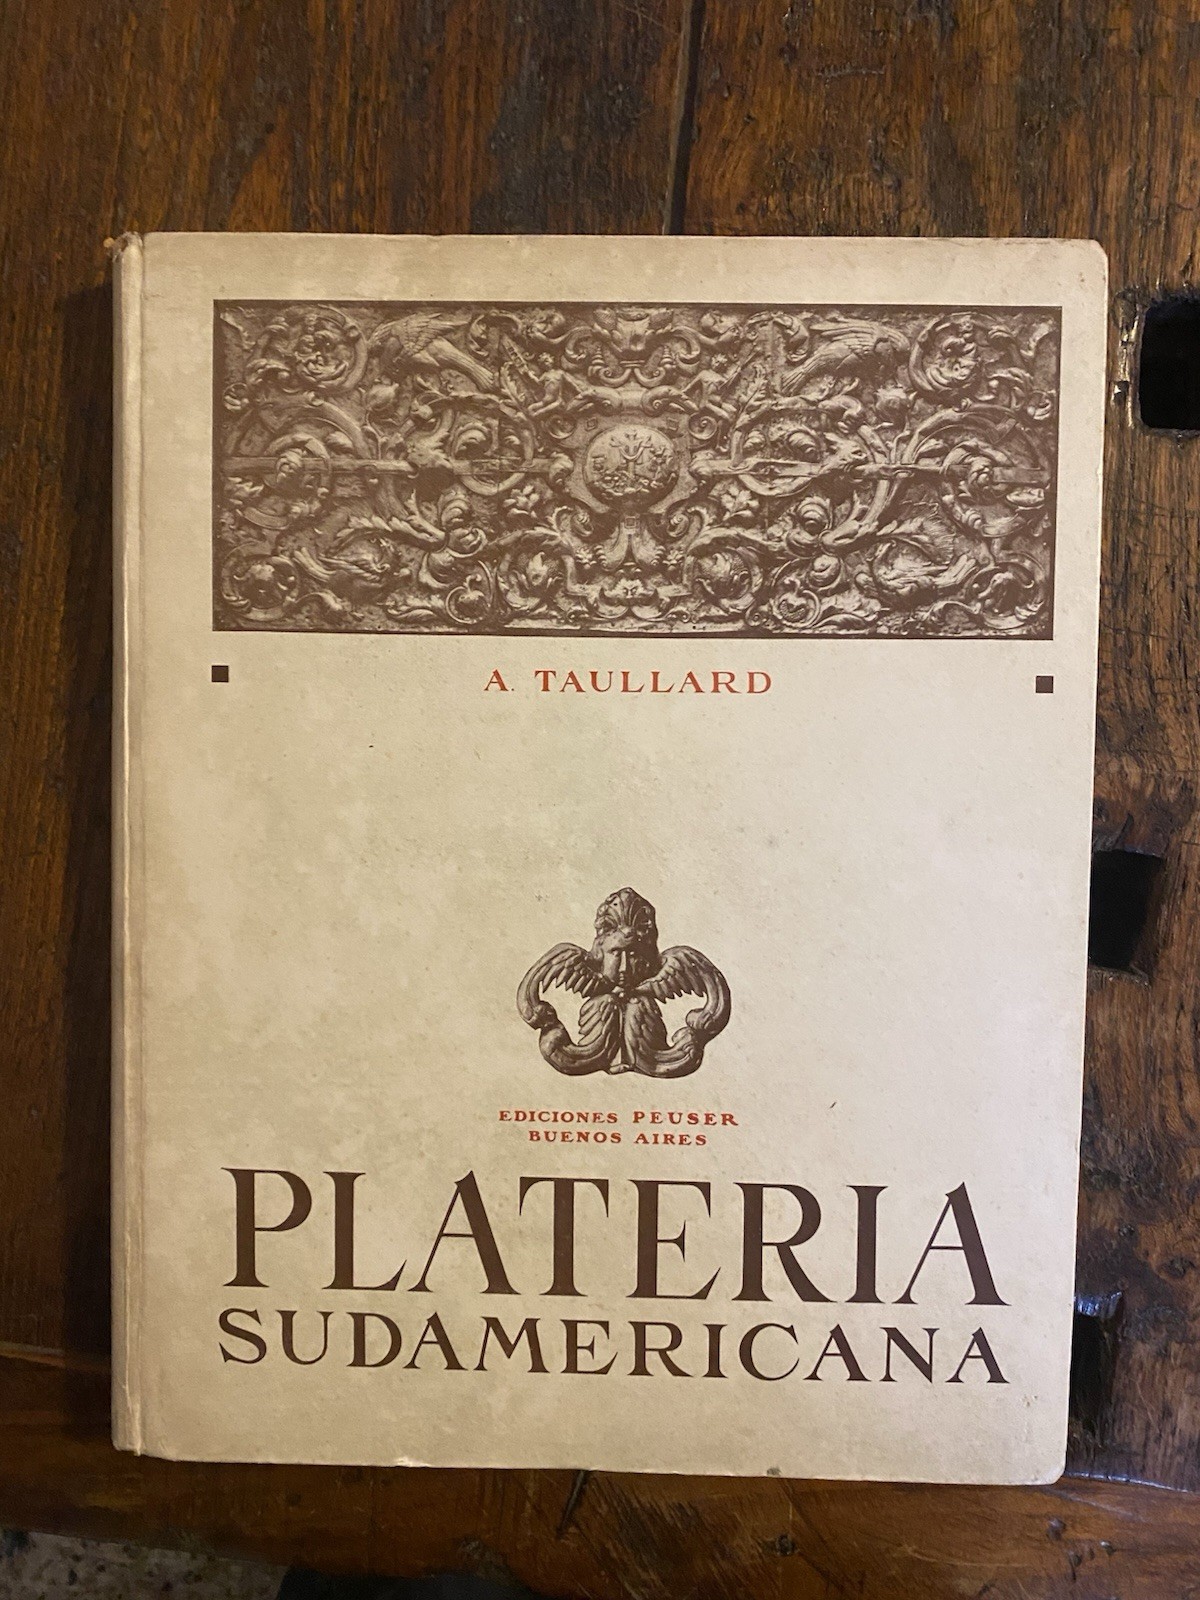 A. TAULLARD
EDICIONES PEUSER
BUENOS AIRES
PLATERIA
SUDAMERICANA